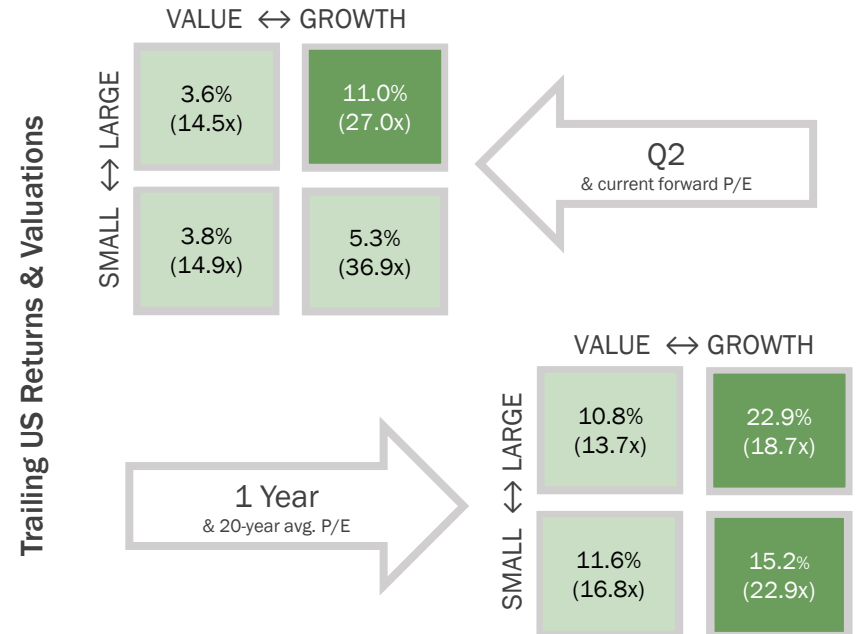 Trailing US Returns & Valuations
VALUE ↔ GROWTH
SMALL ↔ LARGE
3.6%
(14.5x)
11.0%
(27.0x)
3.8%
(14.9x)
5.3%
(36.9x)
Q2
& current forward P/E
1 Year
& 20-year avg. P/E
VALUE ↔ GROWTH
SMALL ↔ LARGE
10.8%
(13.7x)
22.9%
(18.7x)
11.6%
(16.8x)
15.2%
(22.9x)